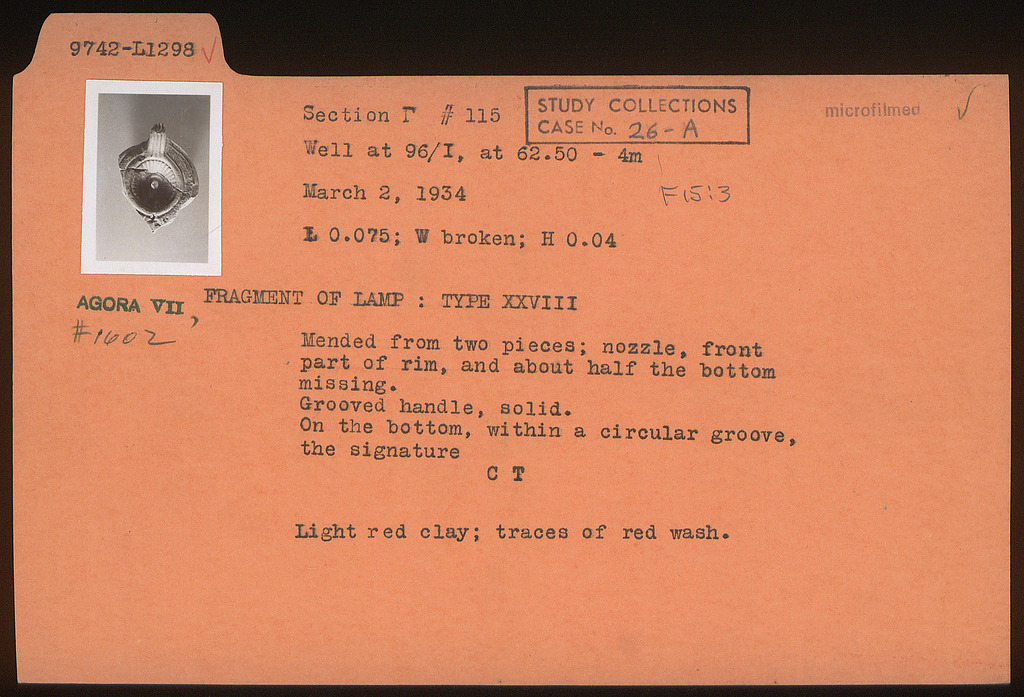 9742-L1298 ✓
Section Γ # 115
STUDY COLLECTIONS
CASE No. 26-A
microfilmed ✓
Well at 96/I, at 62.50 - 4m
March 2, 1934
F15:3
L 0.075; W broken; H 0.04
AGORA VII,
#1602
FRAGMENT OF LAMP : TYPE XXVIII
Mended from two pieces; nozzle, front
part of rim, and about half the bottom
missing.
Grooved handle, solid.
On the bottom, within a circular groove,
the signature
C T
Light red clay; traces of red wash.